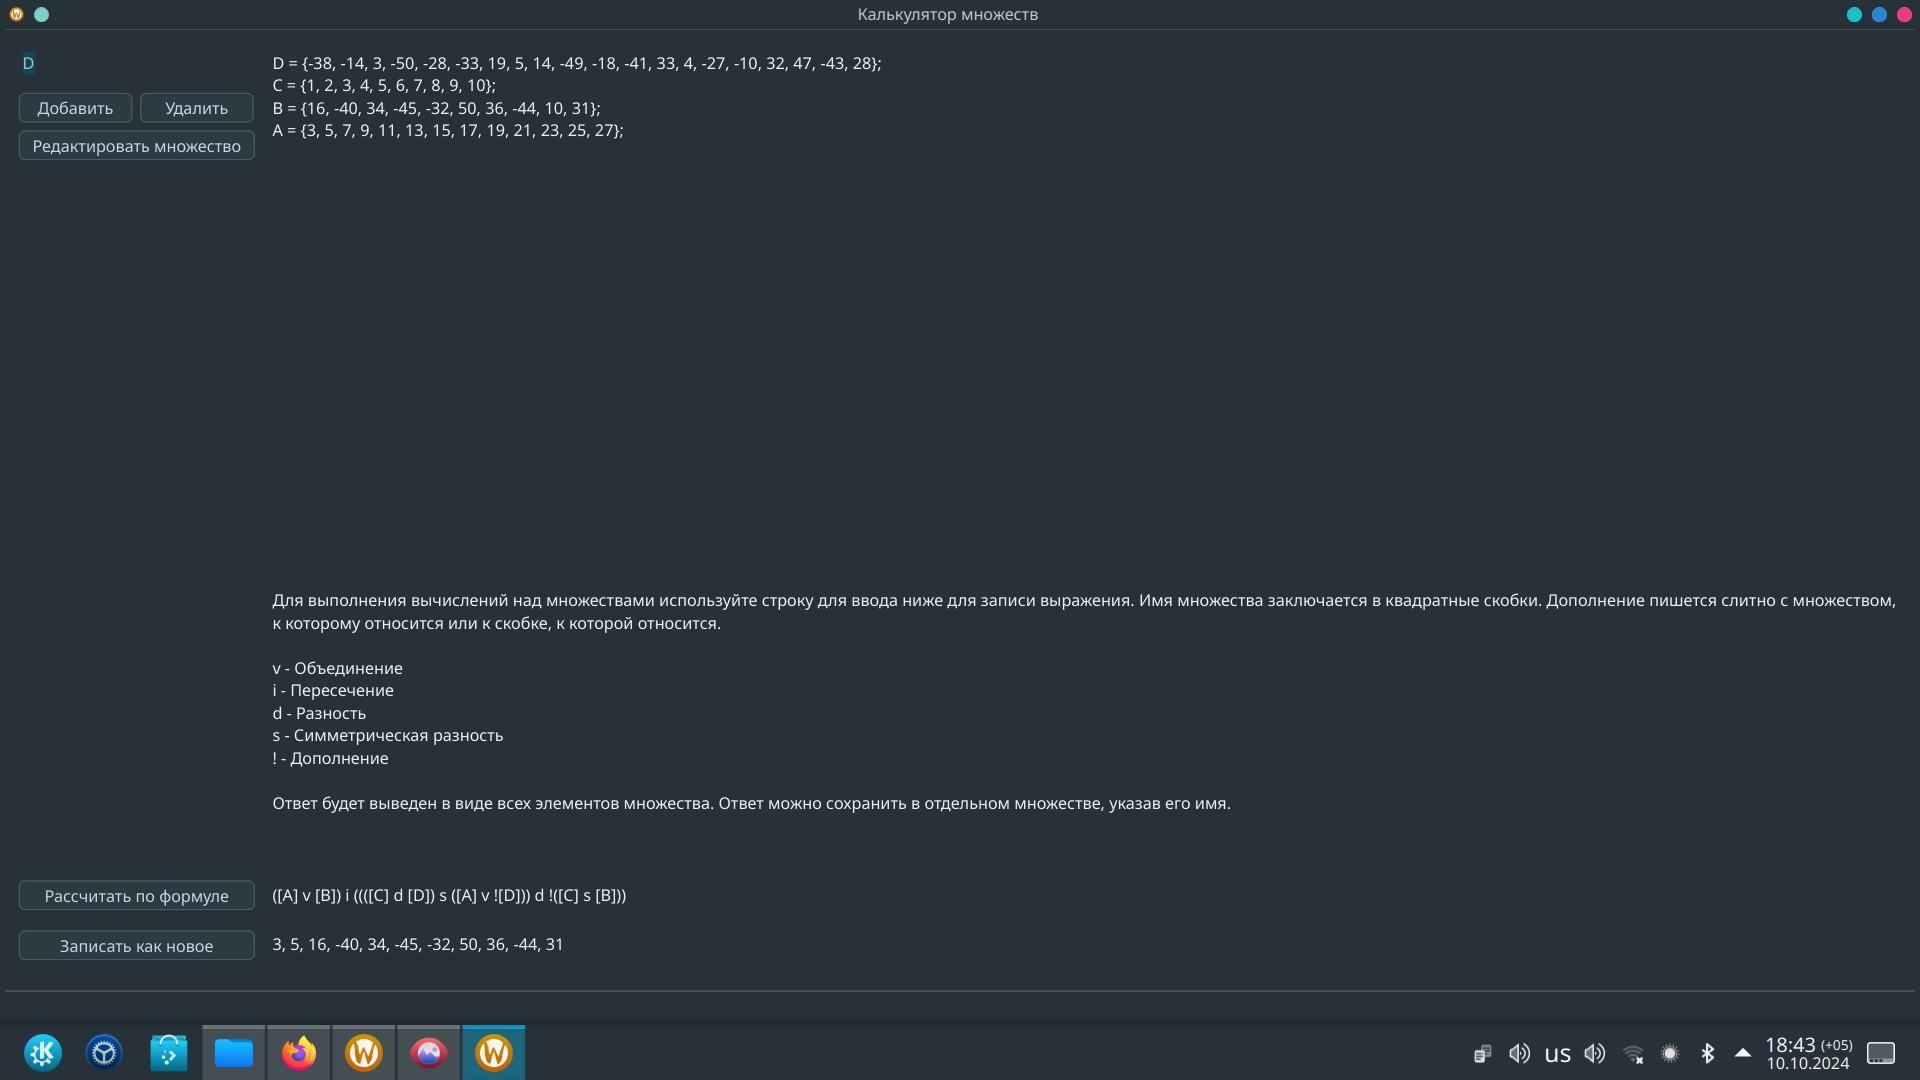 Калькулятор множеств
D
D = {-38, -14, 3, -50, -28, -33, 19, 5, 14, -49, -18, -41, 33, 4, -27, -10, 32, 47, -43, 28};
C = {1, 2, 3, 4, 5, 6, 7, 8, 9, 10};
B = {16, -40, 34, -45, -32, 50, 36, -44, 10, 31};
A = {3, 5, 7, 9, 11, 13, 15, 17, 19, 21, 23, 25, 27};
Добавить
Удалить
Редактировать множество
Для выполнения вычислений над множествами используйте строку для ввода ниже для записи выражения. Имя множества заключается в квадратные скобки. Дополнение пишется слитно с множеством,
к которому относится или к скобке, к которой относится.
v - Объединение
i - Пересечение
d - Разность
s - Симметрическая разность
! - Дополнение
Ответ будет выведен в виде всех элементов множества. Ответ можно сохранить в отдельном множестве, указав его имя.
Рассчитать по формуле
([A] v [B]) i ((([C] d [D]) s ([A] v ![D])) d !([C] s [B]))
Записать как новое
3, 5, 16, -40, 34, -45, -32, 50, 36, -44, 31
us
18:43 (+05)
10.10.2024